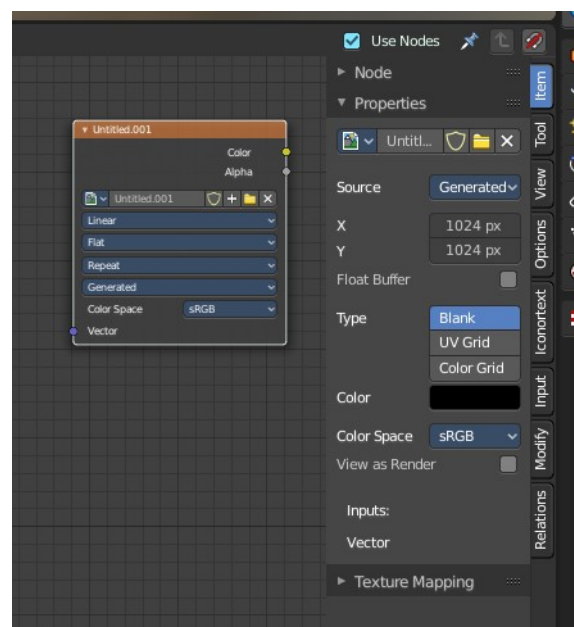 Use Nodes
Node
Properties
Untitl...
Source Generated
X 1024 px
Y 1024 px
Float Buffer
Type Blank
UV Grid
Color Grid
Color
Color Space sRGB
View as Render
Inputs:
Vector
Texture Mapping
Untitled.001
Color
Alpha
Untitled.001
Linear
Flat
Repeat
Generated
Color Space sRGB
Vector
Item
Tool
View
Options
Iconortext
Input
Modify
Relations